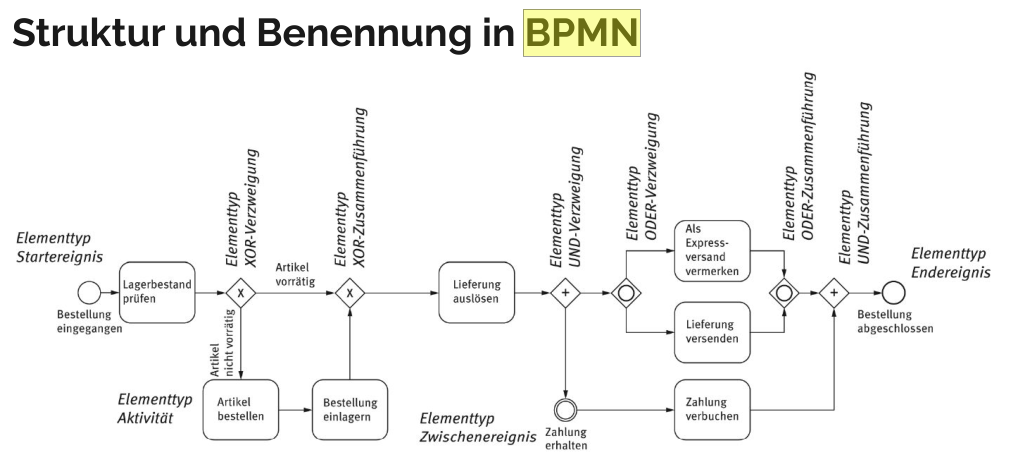 Struktur und Benennung in BPMN
Elementtyp
Startereignis
Bestellung
eingegangen
Lagerbestand
prüfen
Elementtyp
XOR-Verzweigung
X
Artikel
vorrätig
Artikel
nicht vorrätig
Elementtyp
Aktivität
Artikel
bestellen
Bestellung
einlagern
Elementtyp
XOR-Zusammenführung
X
Lieferung
auslösen
Elementtyp
UND-Verzweigung
+
Elementtyp
Zwischenereignis
Zahlung
erhalten
Elementtyp
ODER-Verzweigung
Als
Express-
versand
vermerken
Lieferung
versenden
Zahlung
verbuchen
Elementtyp
ODER-Zusammenführung
Elementtyp
UND-Zusammenführung
+
Elementtyp
Endereignis
Bestellung
abgeschlossen